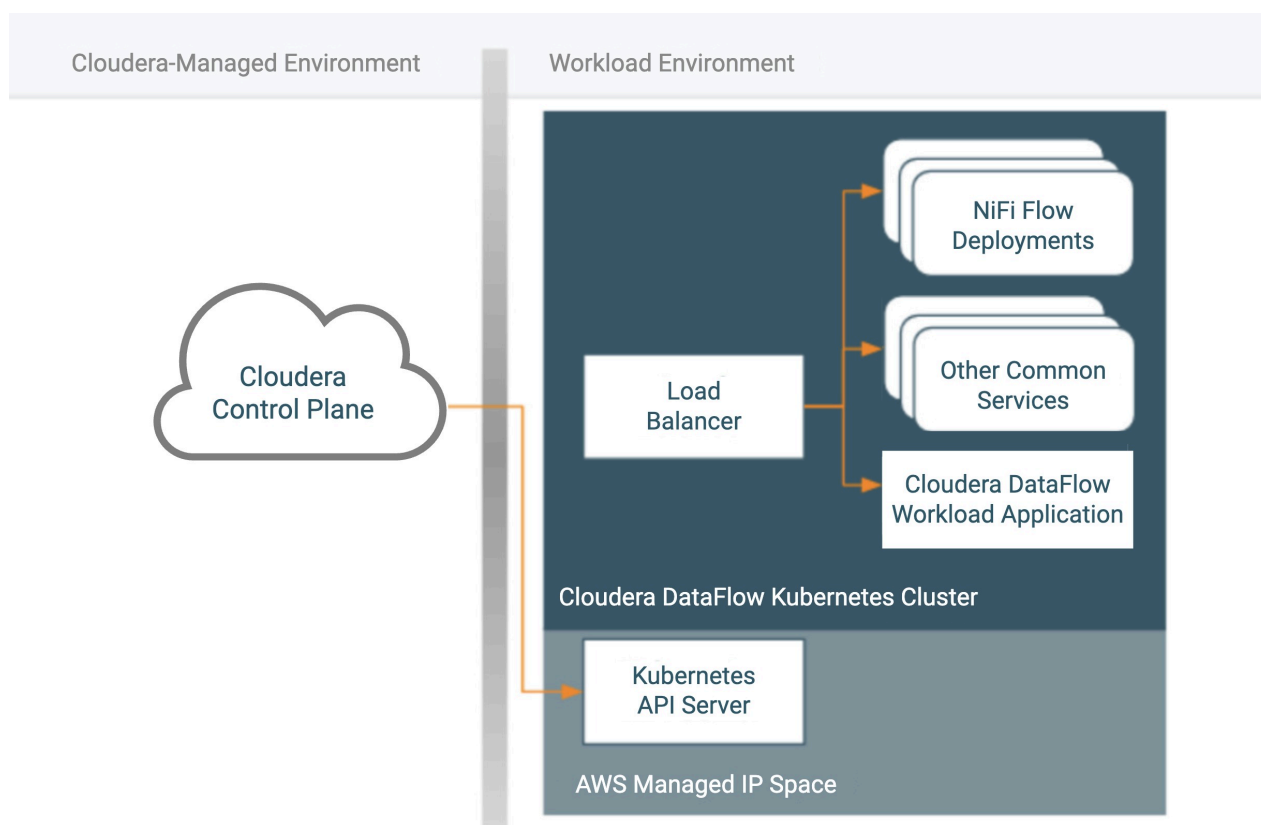 Cloudera-Managed Environment
Workload Environment
NiFi Flow
Deployments
Other Common
Services
Cloudera
Control Plane
Load
Balancer
Cloudera DataFlow
Workload Application
Cloudera DataFlow Kubernetes Cluster
Kubernetes
API Server
AWS Managed IP Space